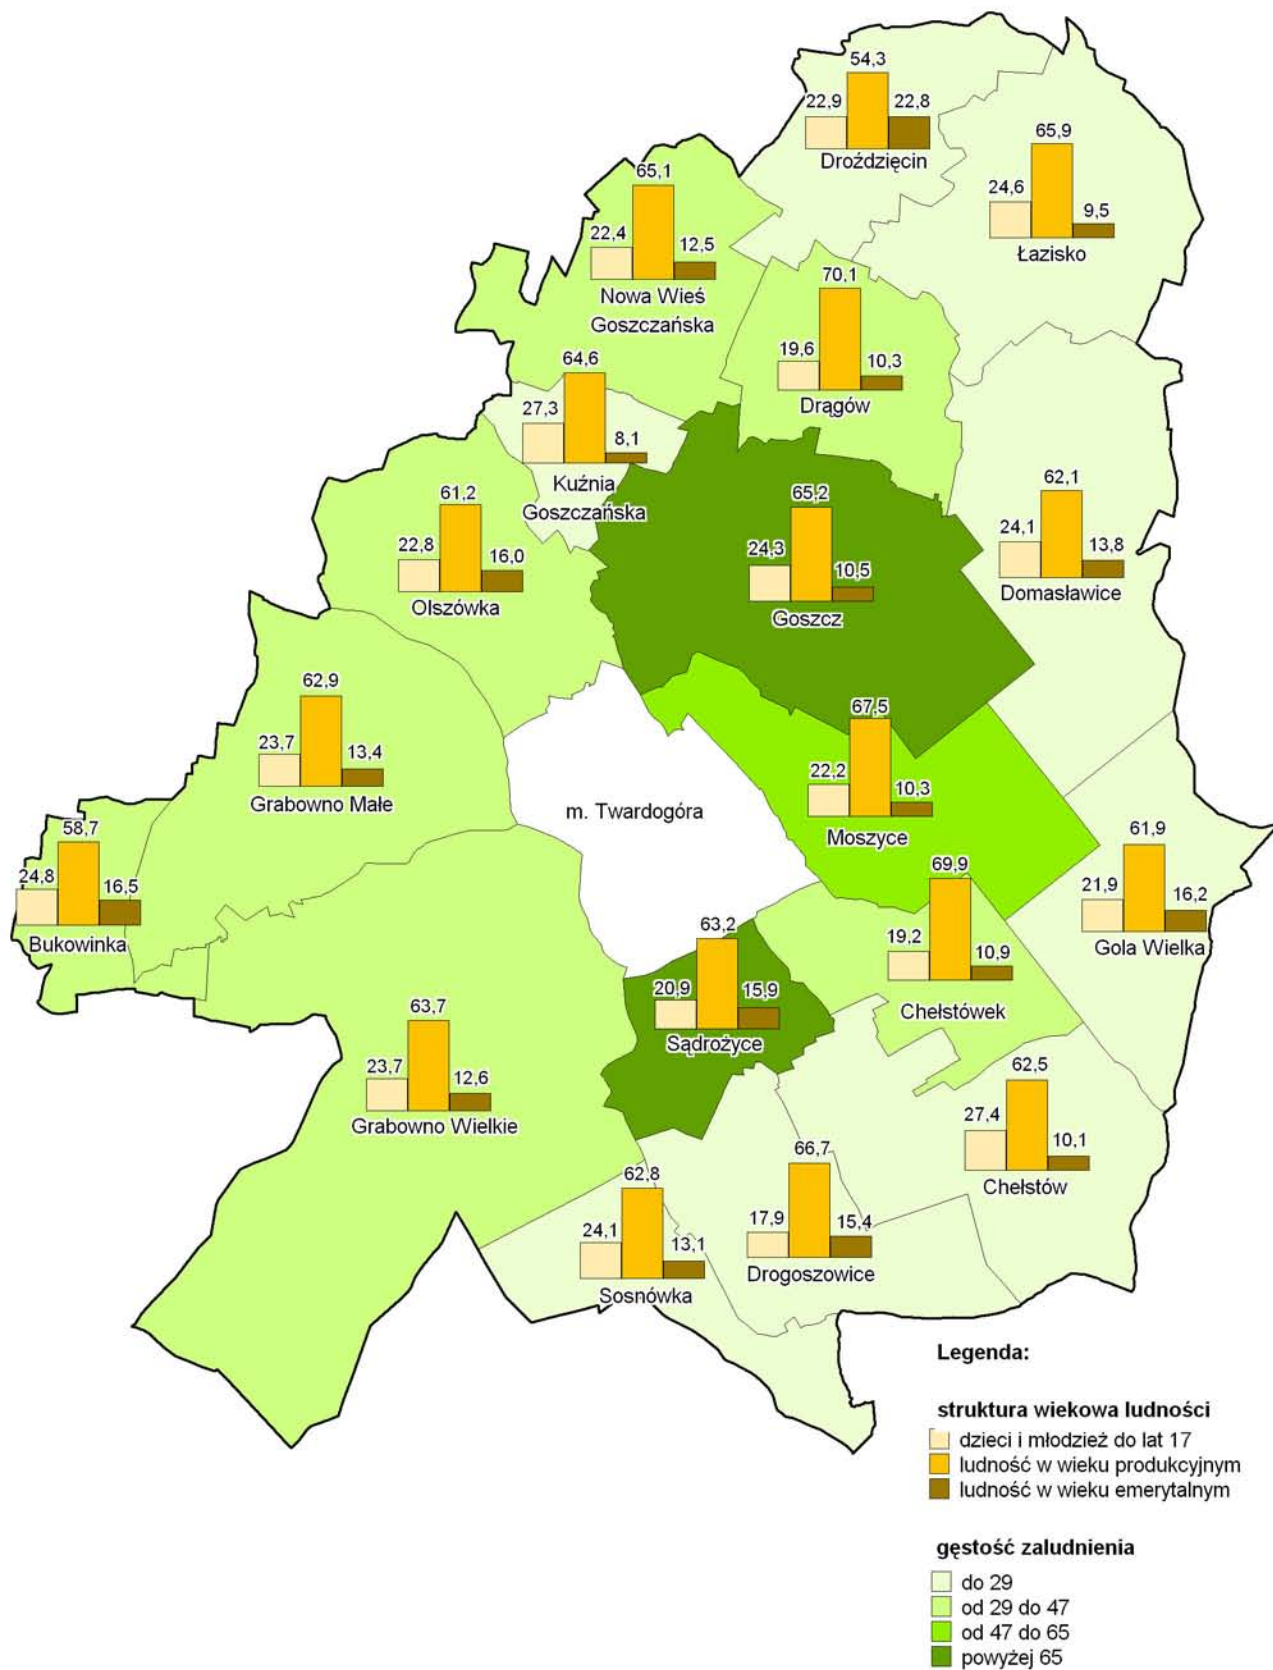 54,3
22,9
22,8
Droździęcin
65,9
24,6
9,5
Łazisko
65,1
22,4
12,5
Nowa Wieś
Goszczańska
70,1
19,6
10,3
Drągów
64,6
27,3
8,1
Kuźnia
Goszczańska
61,2
22,8
16,0
Olszówka
65,2
24,3
10,5
Goszcz
62,1
24,1
13,8
Domasławice
62,9
23,7
13,4
Grabowno Małe
67,5
22,2
10,3
Moszyce
m. Twardogóra
58,7
24,8
16,5
Bukowinka
61,9
21,9
16,2
Gola Wielka
69,9
19,2
10,9
Chełstówek
63,2
20,9
15,9
Sądrożyce
63,7
23,7
12,6
Grabowno Wielkie
62,5
27,4
10,1
Chełstów
66,7
17,9
15,4
Drogoszowice
62,8
24,1
13,1
Sosnówka
Legenda:
struktura wiekowa ludności
dzieci i młodzież do lat 17
ludność w wieku produkcyjnym
ludność w wieku emerytalnym
gęstość zaludnienia
do 29
od 29 do 47
od 47 do 65
powyżej 65